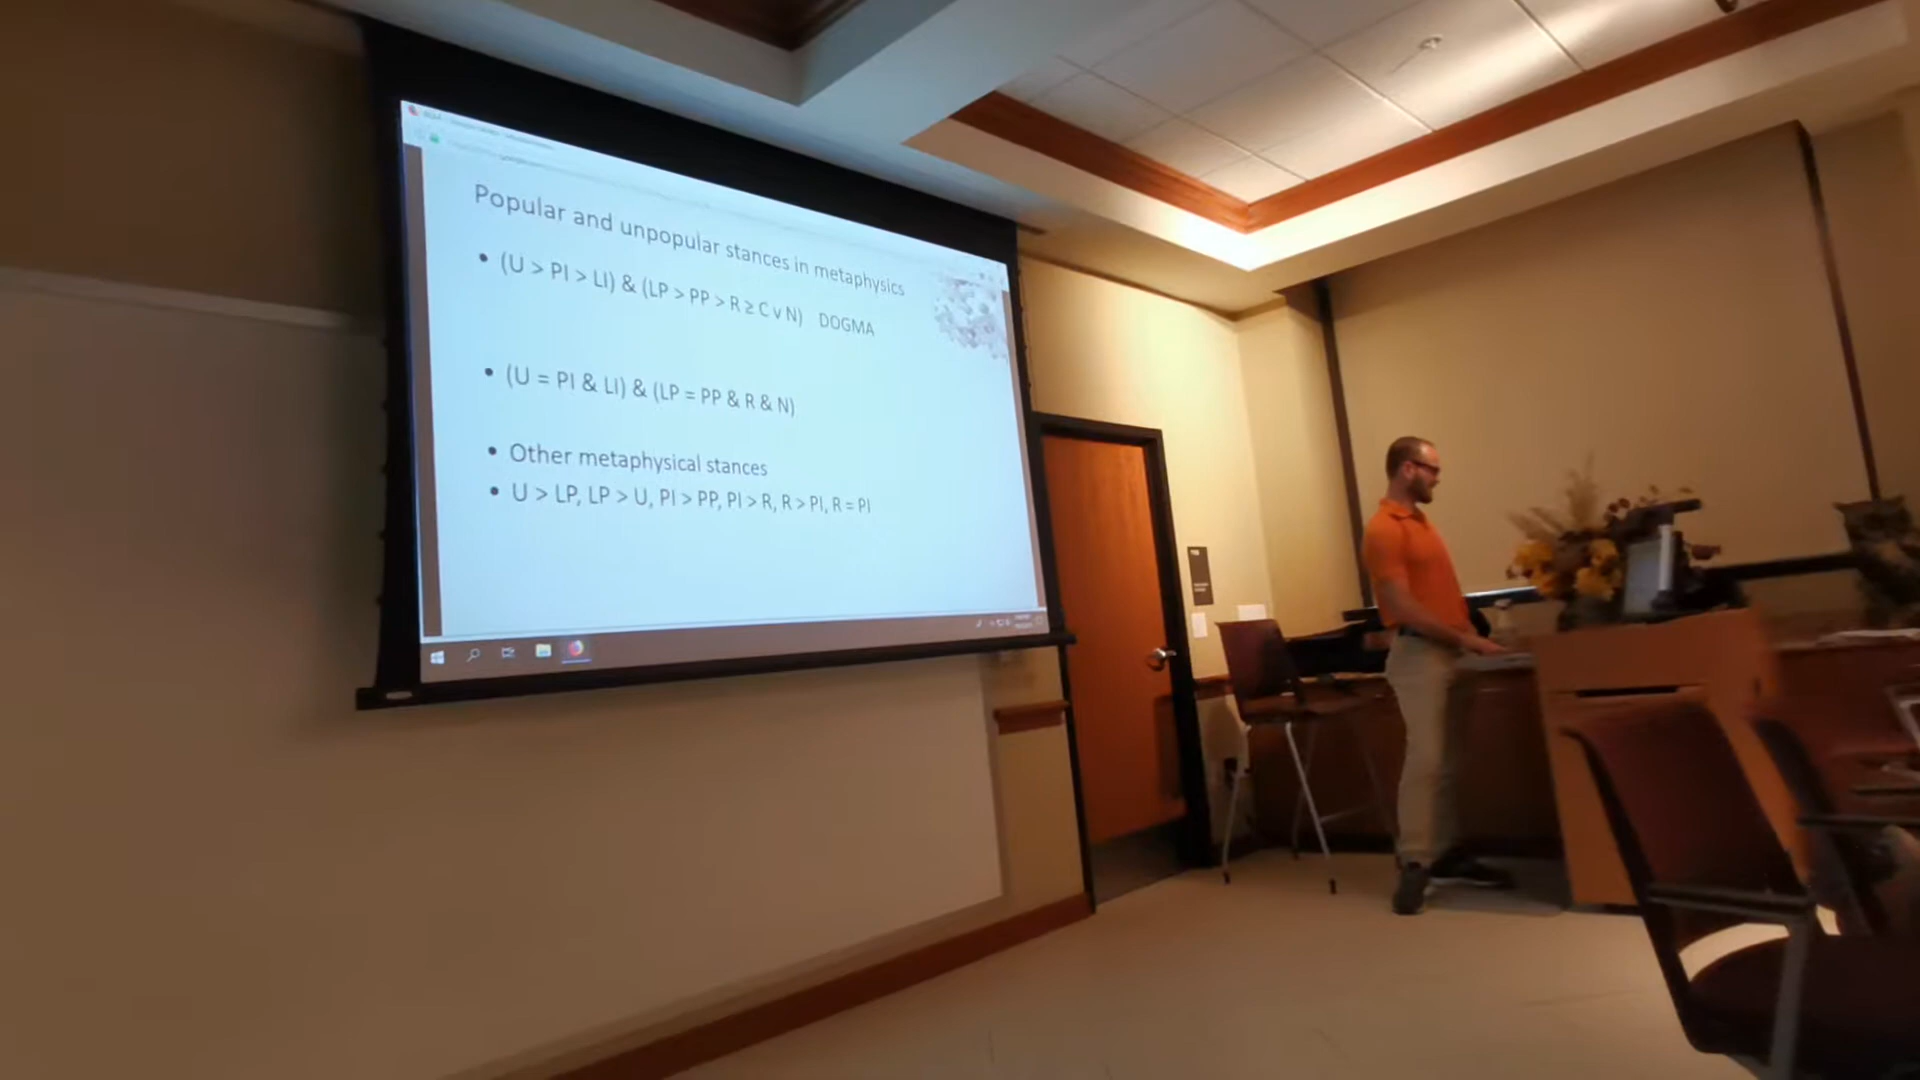 Popular and unpopular stances in metaphysics
• (U > PI > LI) & (LP > PP > R ≥ C v N) DOGMA
• (U = PI & LI) & (LP = PP & R & N)
• Other metaphysical stances
• U > LP, LP > U, PI > PP, PI > R, R > PI, R = PI